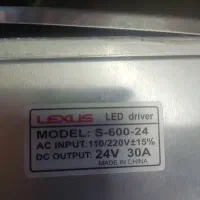 LEXUS LED driver
MODEL: S-600-24
AC INPUT: 110/220V±15%
DC OUTPUT: 24V 30A
MADE IN CHINA